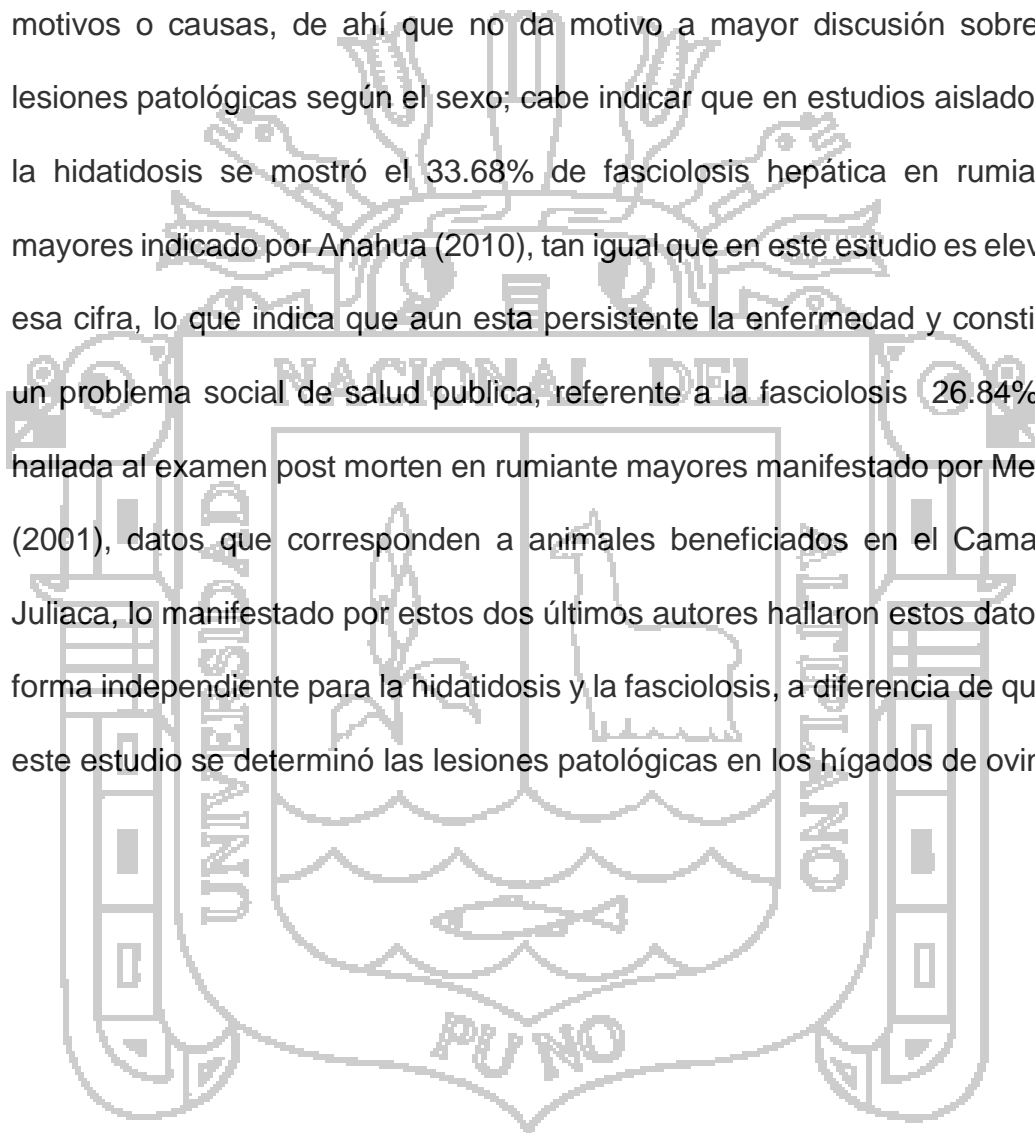 motivos o causas, de ahí que no da motivo a mayor discusión sobre
lesiones patológicas según el sexo; cabe indicar que en estudios aislado
la hidatidosis se mostró el 33.68% de fasciolosis hepática en rumia
mayores indicado por Anahua (2010), tan igual que en este estudio es elev
esa cifra, lo que indica que aun esta persistente la enfermedad y consti
un problema social de salud publica, referente a la fasciolosis 26.84%
hallada al examen post morten en rumiante mayores manifestado por Me
(2001), datos que corresponden a animales beneficiados en el Cama
Juliaca, lo manifestado por estos dos últimos autores hallaron estos dato
forma independiente para la hidatidosis y la fasciolosis, a diferencia de qu
este estudio se determinó las lesiones patológicas en los hígados de ovin
NACIONAL DEL
UNIVERSIDAD
ALTIPLANO
PUNO